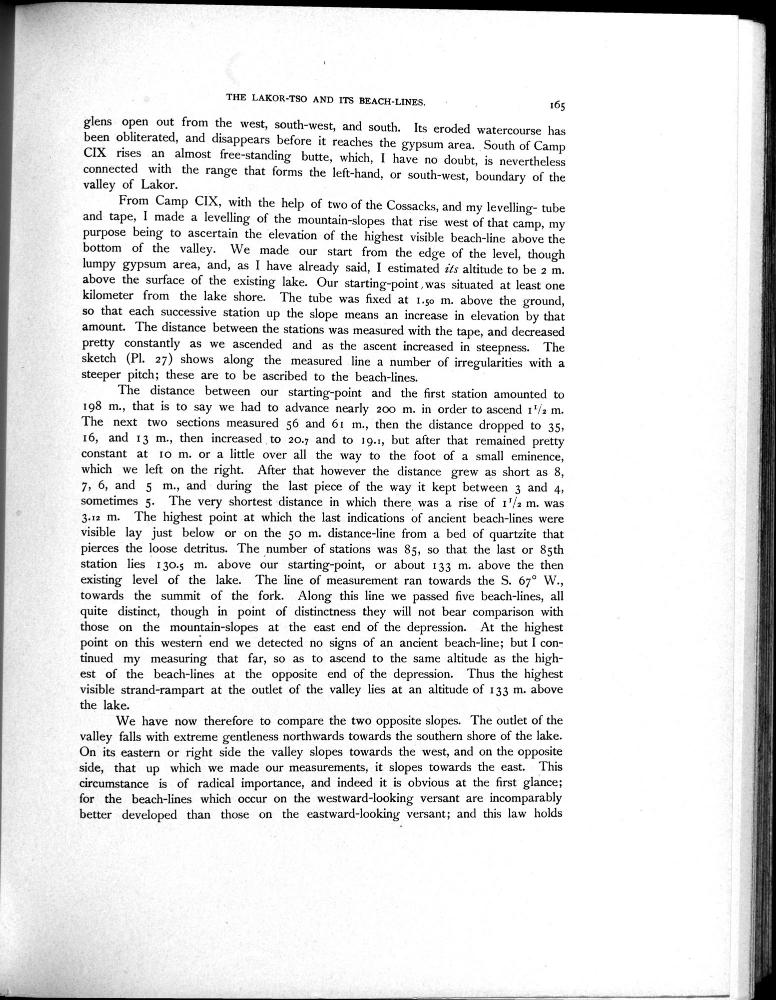 THE LAKOR-TSO AND ITS BEACH-LINES.
165
glens open out from the west, south-west, and south. Its eroded watercourse has
been obliterated, and disappears before it reaches the gypsum area. South of Camp
CIX rises an almost free-standing butte, which, I have no doubt, is nevertheless
connected with the range that forms the left-hand, or south-west, boundary of the
valley of Lakor.
From Camp CIX, with the help of two of the Cossacks, and my levelling- tube
and tape, I made a levelling of the mountain-slopes that rise west of that camp, my
purpose being to ascertain the elevation of the highest visible beach-line above the
bottom of the valley. We made our start from the edge of the level, though
lumpy gypsum area, and, as I have already said, I estimated its altitude to be 2 m.
above the surface of the existing lake. Our starting-point, was situated at least one
kilometer from the lake shore. The tube was fixed at 1.50 m. above the ground,
so that each successive station up the slope means an increase in elevation by that
amount. The distance between the stations was measured with the tape, and decreased
pretty constantly as we ascended and as the ascent increased in steepness. The
sketch (Pl. 27) shows along the measured line a number of irregularities with a
steeper pitch; these are to be ascribed to the beach-lines.
The distance between our starting-point and the first station amounted to
198 m., that is to say we had to advance nearly 200 m. in order to ascend 1 1/2 m.
The next two sections measured 56 and 61 m., then the distance dropped to 35,
16, and 13 m., then increased to 20.7 and to 19.1, but after that remained pretty
constant at 10 m. or a little over all the way to the foot of a small eminence,
which we left on the right. After that however the distance grew as short as 8,
7, 6, and 5 m., and during the last piece of the way it kept between 3 and 4,
sometimes 5. The very shortest distance in which there was a rise of 1 1/2 m. was
3.12 m. The highest point at which the last indications of ancient beach-lines were
visible lay just below or on the 50 m. distance-line from a bed of quartzite that
pierces the loose detritus. The number of stations was 85, so that the last or 85th
station lies 130.5 m. above our starting-point, or about 133 m. above the then
existing level of the lake. The line of measurement ran towards the S. 67° W.,
towards the summit of the fork. Along this line we passed five beach-lines, all
quite distinct, though in point of distinctness they will not bear comparison with
those on the mountain-slopes at the east end of the depression. At the highest
point on this western end we detected no signs of an ancient beach-line; but I con-
tinued my measuring that far, so as to ascend to the same altitude as the high-
est of the beach-lines at the opposite end of the depression. Thus the highest
visible strand-rampart at the outlet of the valley lies at an altitude of 133 m. above
the lake.
We have now therefore to compare the two opposite slopes. The outlet of the
valley falls with extreme gentleness northwards towards the southern shore of the lake.
On its eastern or right side the valley slopes towards the west, and on the opposite
side, that up which we made our measurements, it slopes towards the east. This
circumstance is of radical importance, and indeed it is obvious at the first glance;
for the beach-lines which occur on the westward-looking versant are incomparably
better developed than those on the eastward-looking versant; and this law holds